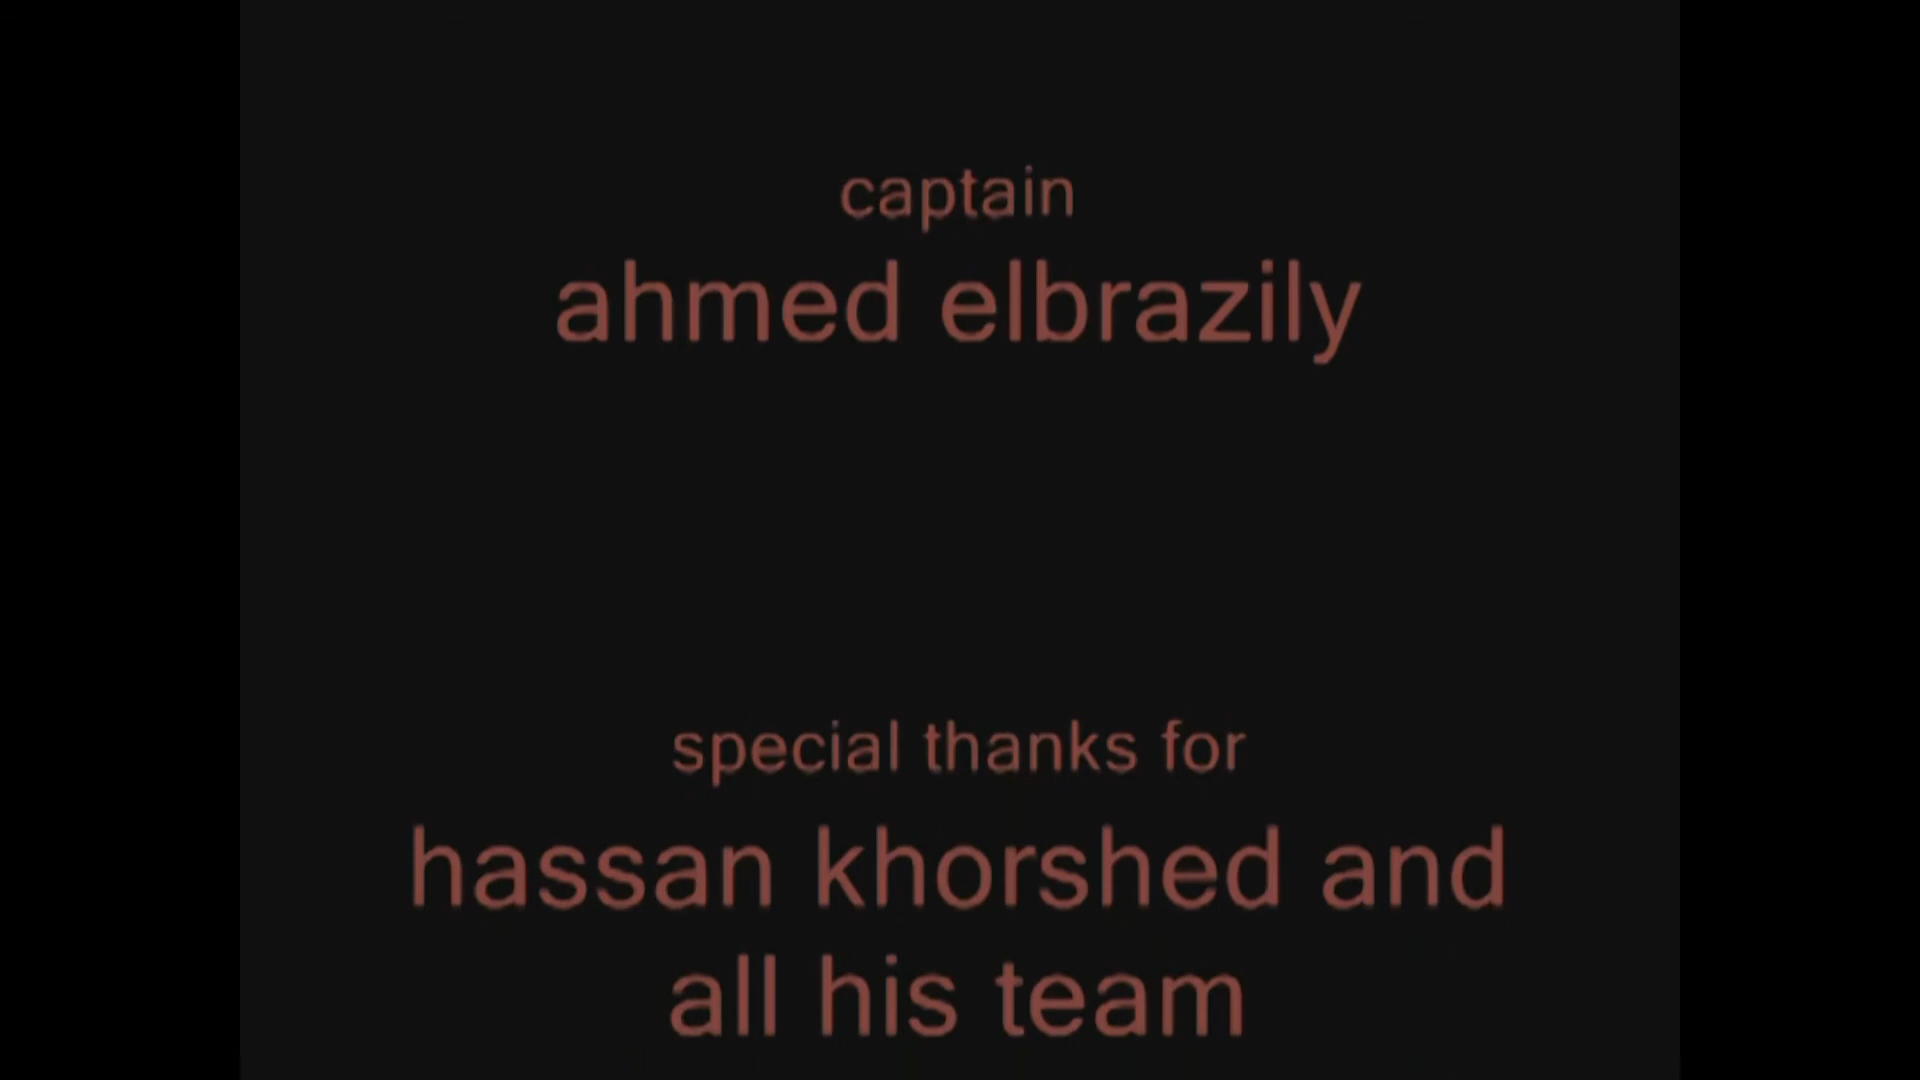 captain
ahmed elbrazily
special thanks for
hassan khorshed and
all his team